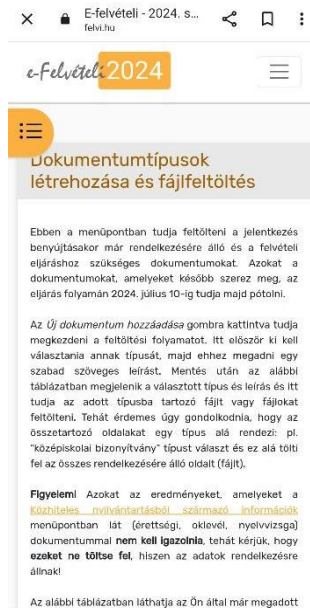 E-felvételi - 2024. s...
felvi.hu
e-Felvételi 2024
Dokumentumtípusok
létrehozása és fájlfeltöltés
Ebben a menüpontban tudja feltölteni a jelentkezés
benyújtásakor már rendelkezésére álló és a felvételi
eljáráshoz szükséges dokumentumokat. Azokat a
dokumentumokat, amelyeket később szerez meg, az
eljárás folyamán 2024. július 10-ig tudja majd pótolni.
Az Új dokumentum hozzáadása gombra kattintva tudja
megkezdeni a feltöltési folyamatot. Itt először ki kell
választania annak típusát, majd ehhez megadni egy
szabad szöveges leírást. Mentés után az alábbi
táblázatban megjelenik a választott típus és leírás és itt
tudja az adott típusba tartozó fájlt vagy fájlokat
feltölteni. Tehát érdemes úgy gondolkodnia, hogy az
összetartozó oldalakat egy típus alá rendezi: pl.
"középiskolai bizonyítvány" típust választ és ez alá tölti
fel az összes rendelkezésére álló oldalt (fájlt).
Figyelem! Azokat az eredményeket, amelyeket a
Közhiteles nyilvántartásból származó információk
menüpontban lát (érettségi, oklevél, nyelvvizsga)
dokumentummal nem kell igazolnia, tehát kérjük, hogy
ezeket ne töltse fel, hiszen az adatok rendelkezésre
állnak!
Az alábbi táblázatban láthatja az Ön által már megadott